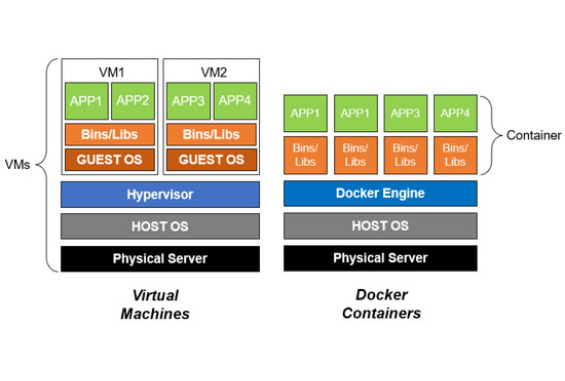 VM1
VM2
APP1
APP2
APP3
APP4
Bins/Libs
Bins/Libs
GUEST OS
GUEST OS
VMs
Hypervisor
HOST OS
Physical Server
Virtual
Machines
APP1
APP1
APP3
APP4
Bins/
Libs
Bins/
Libs
Bins/
Libs
Bins/
Libs
Container
Docker Engine
HOST OS
Physical Server
Docker
Containers